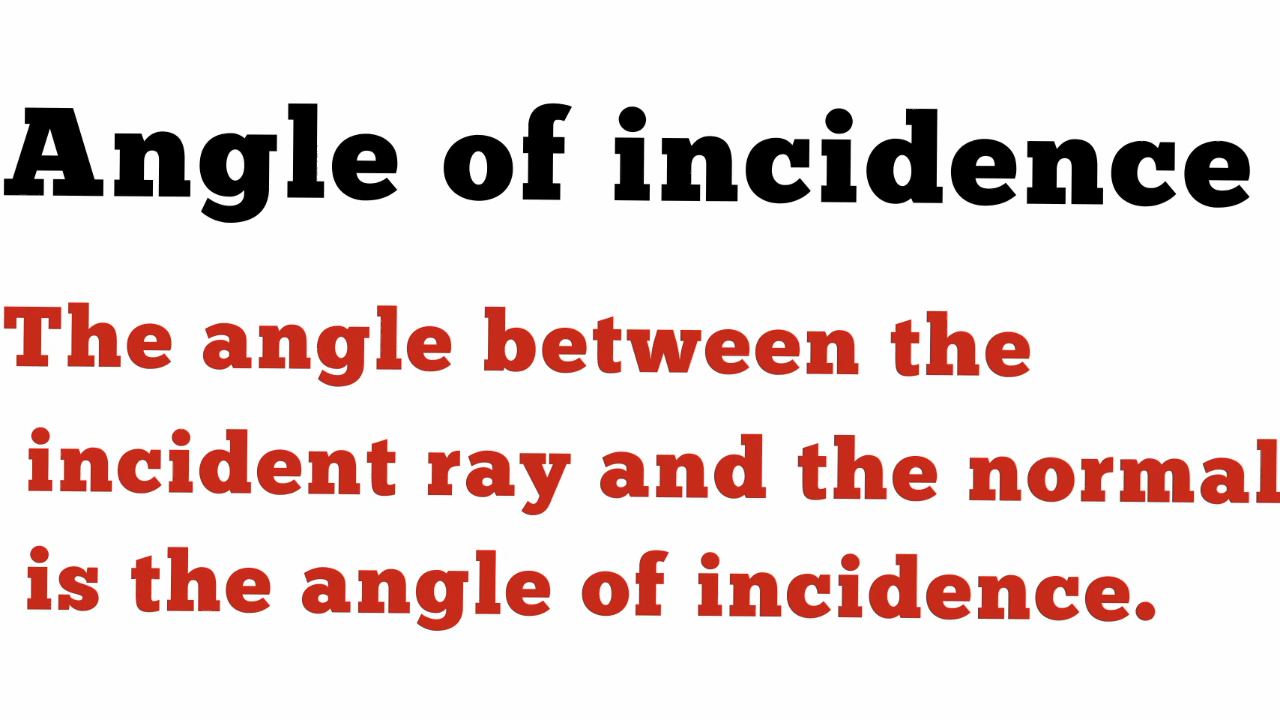 Angle of incidence
The angle between the
incident ray and the normal
is the angle of incidence.